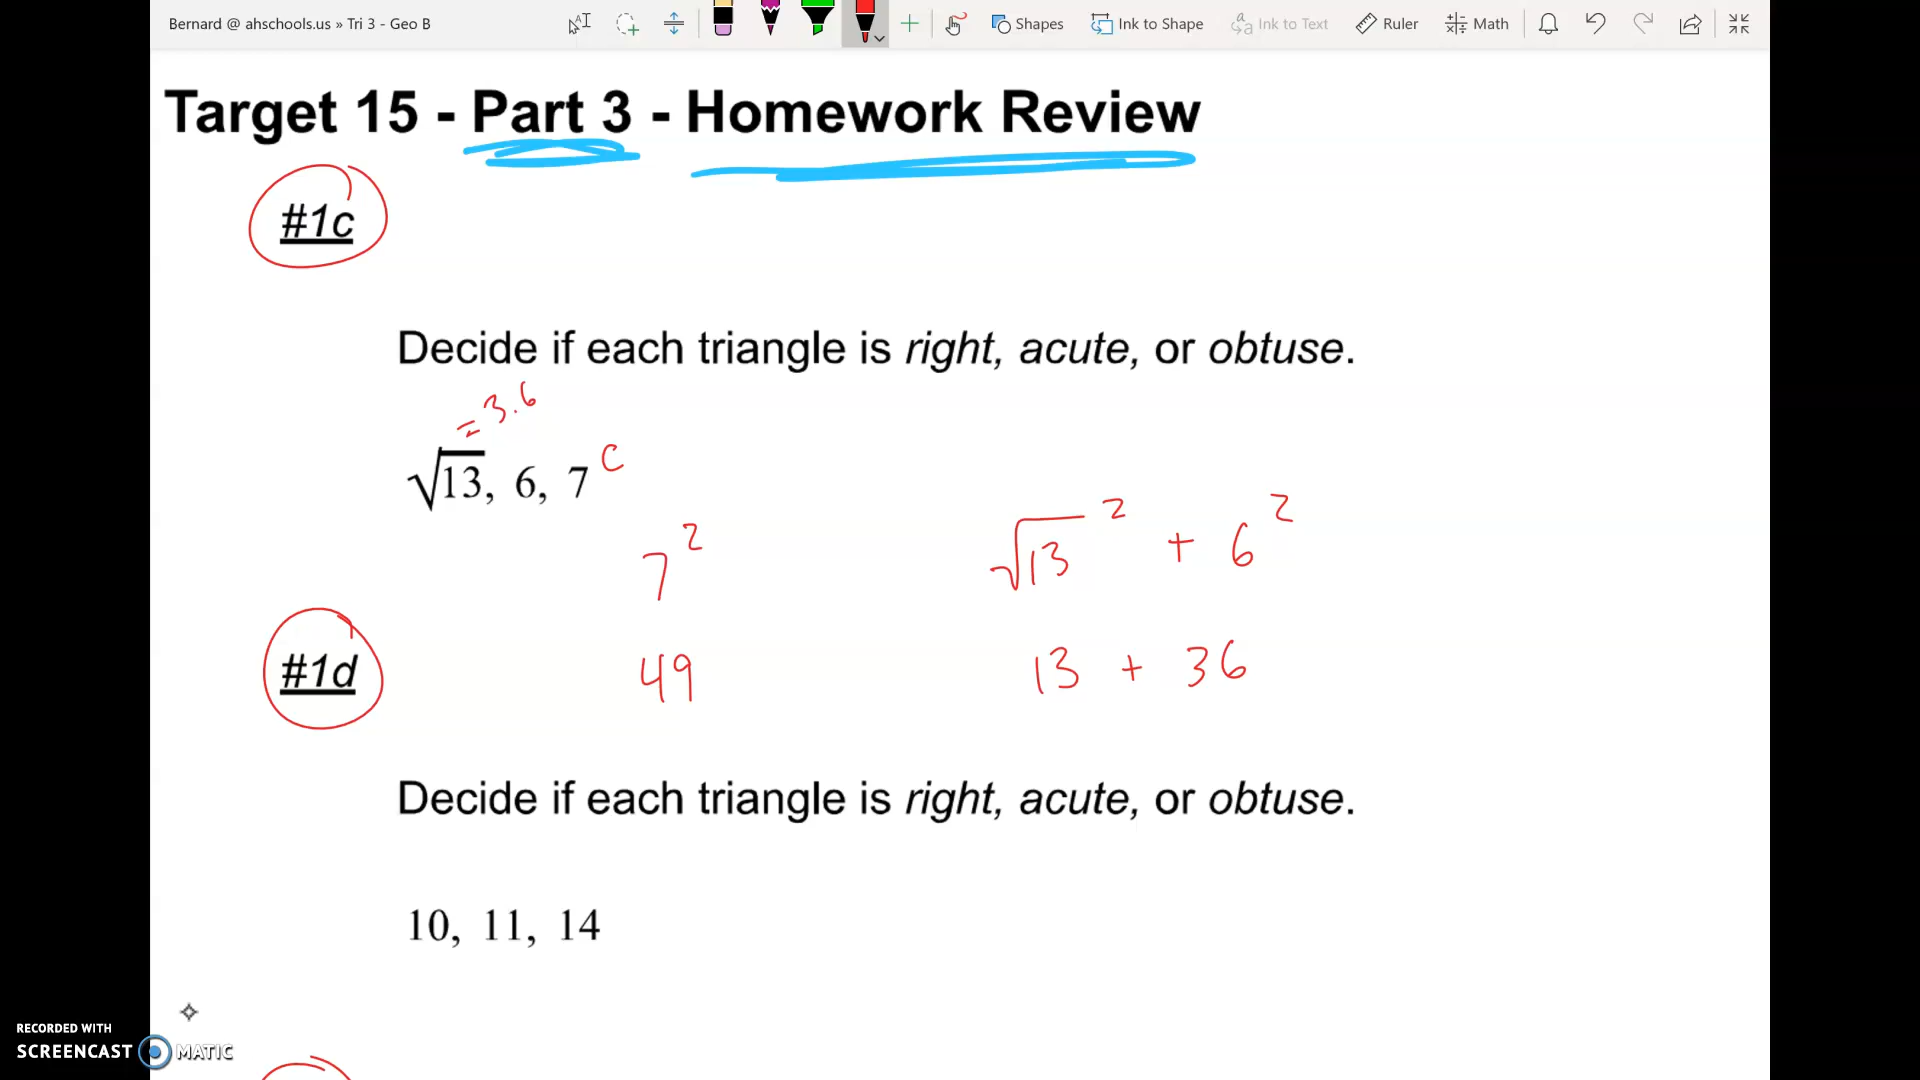 Bernard @ ahschools.us » Tri 3 - Geo B
Shapes
Ink to Shape
Ink to Text
Ruler
Math
Target 15 - Part 3 - Homework Review
#1c
Decide if each triangle is right, acute, or obtuse.
= 3.6
√13, 6, 7 c
7² √13² + 6²
49 13 + 36
#1d
Decide if each triangle is right, acute, or obtuse.
10, 11, 14
RECORDED WITH
SCREENCAST MATIC